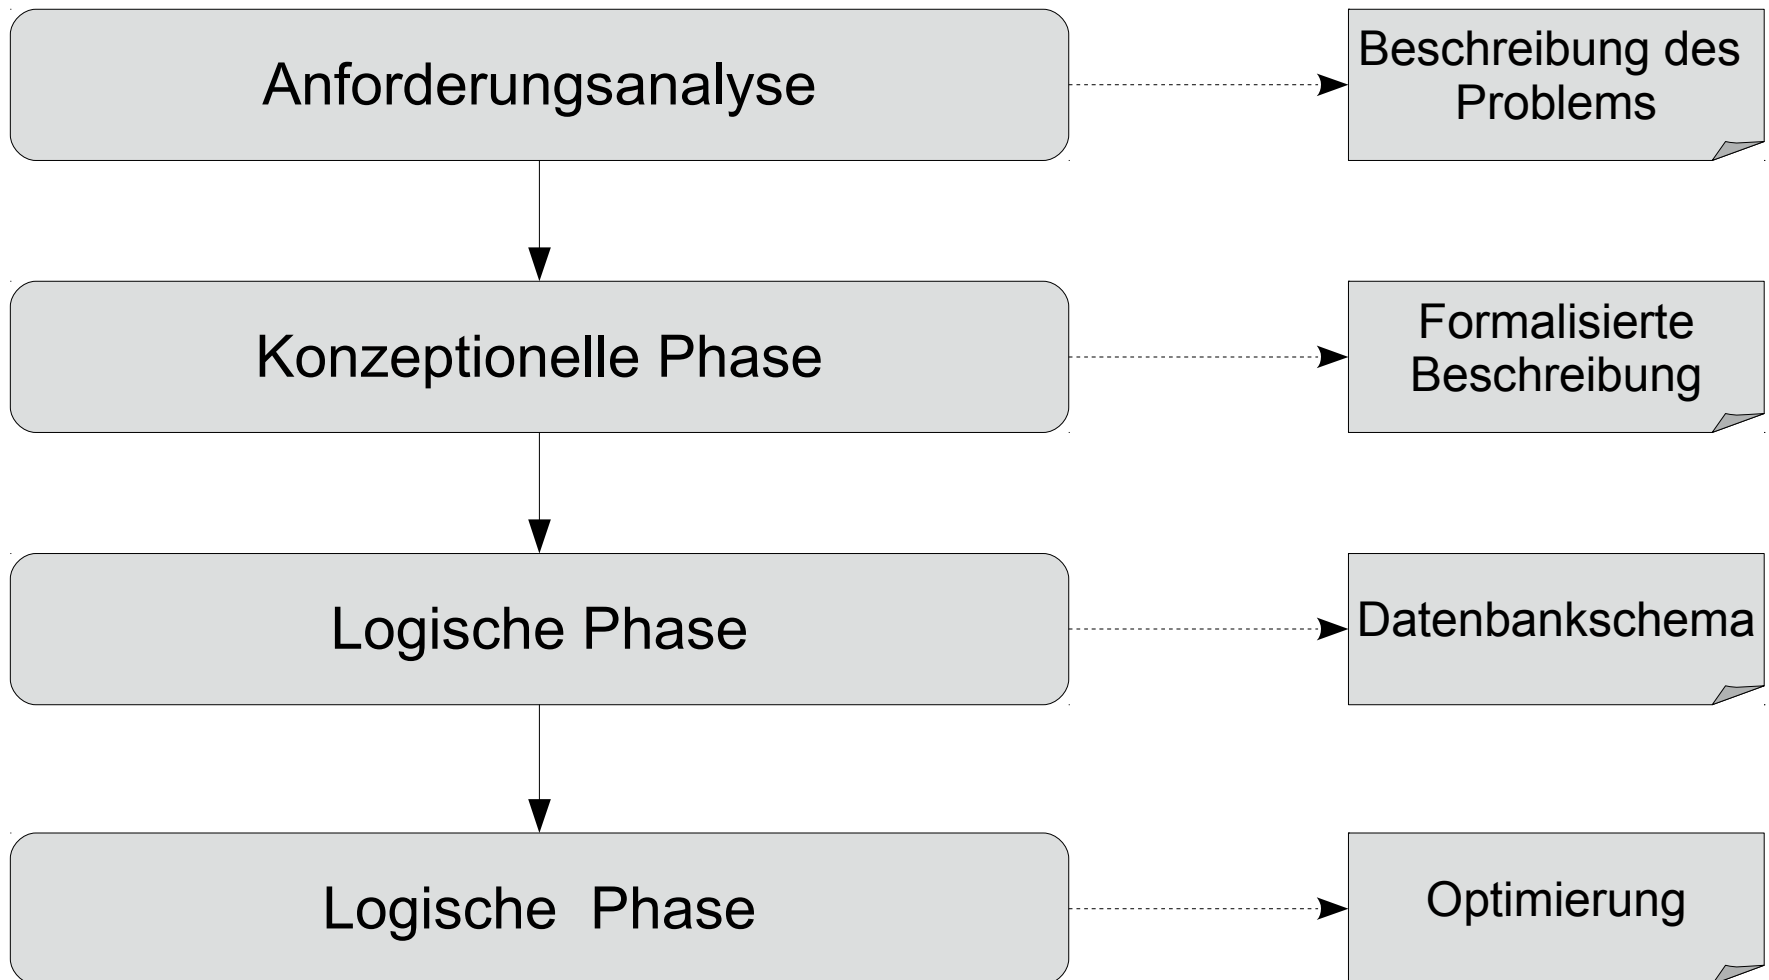 Anforderungsanalyse
Beschreibung des
Problems
Konzeptionelle Phase
Formalisierte
Beschreibung
Logische Phase
Datenbankschema
Logische Phase
Optimierung